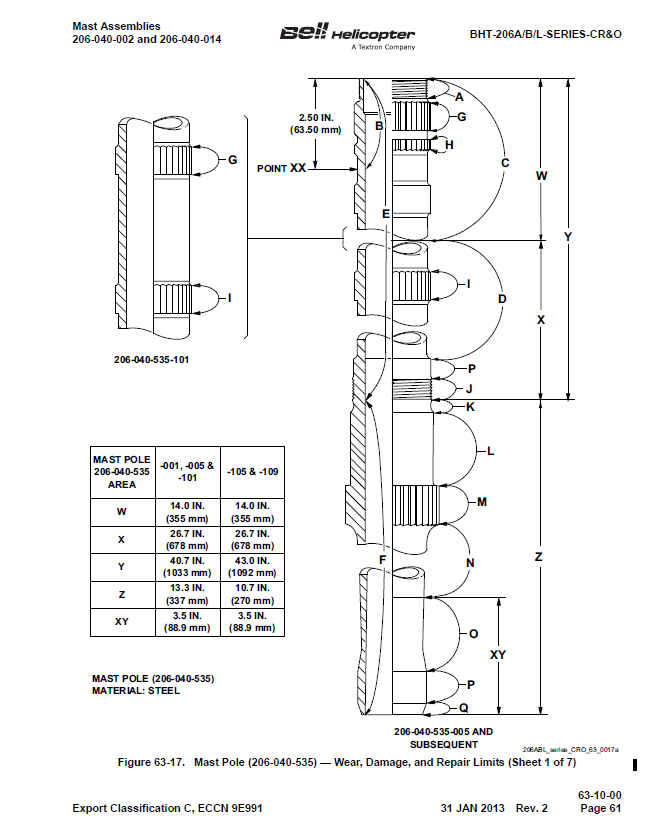 Mast Assemblies
206-040-002 and 206-040-014
Bell Helicopter
A Textron Company
BHT-206A/B/L-SERIES-CR&O
2.50 IN.
(63.50 mm)
POINT XX
A
B
G
H
C
W
E
Y
G
I
206-040-535-101
I
D
X
P
J
K
L
M
N
F
Z
O
XY
P
Q
MAST POLE
206-040-535
AREA
-001, -005 &
-101
-105 & -109
W
14.0 IN.
(355 mm)
14.0 IN.
(355 mm)
X
26.7 IN.
(678 mm)
26.7 IN.
(678 mm)
Y
40.7 IN.
(1033 mm)
43.0 IN.
(1092 mm)
Z
13.3 IN.
(337 mm)
10.7 IN.
(270 mm)
XY
3.5 IN.
(88.9 mm)
3.5 IN.
(88.9 mm)
MAST POLE (206-040-535)
MATERIAL: STEEL
206-040-535-005 AND
SUBSEQUENT
206ABL_series_CRO_63_0017a
Figure 63-17. Mast Pole (206-040-535) — Wear, Damage, and Repair Limits (Sheet 1 of 7)
63-10-00
Export Classification C, ECCN 9E991
31 JAN 2013 Rev. 2 Page 61